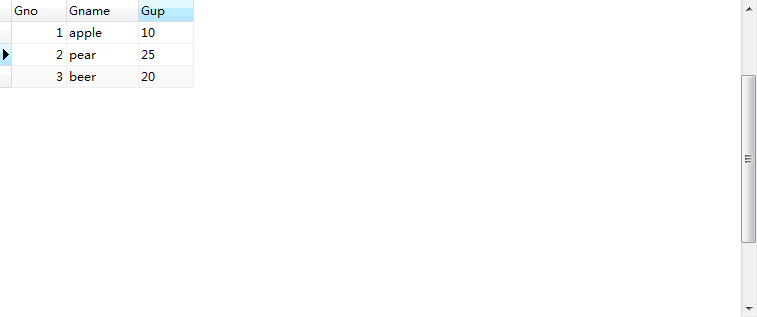 Gno Gname Gup
1 apple 10
2 pear 25
3 beer 20